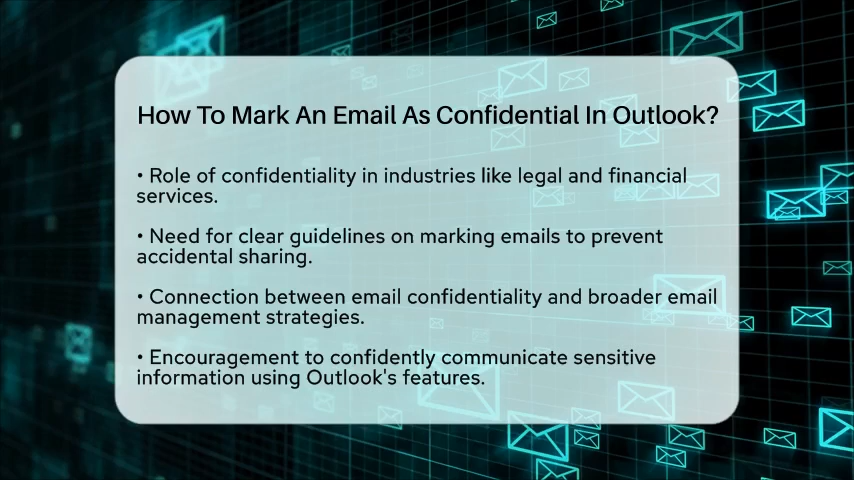 How To Mark An Email As Confidential In Outlook?
• Role of confidentiality in industries like legal and financial
services.
• Need for clear guidelines on marking emails to prevent
accidental sharing.
• Connection between email confidentiality and broader email
management strategies.
• Encouragement to confidently communicate sensitive
information using Outlook's features.